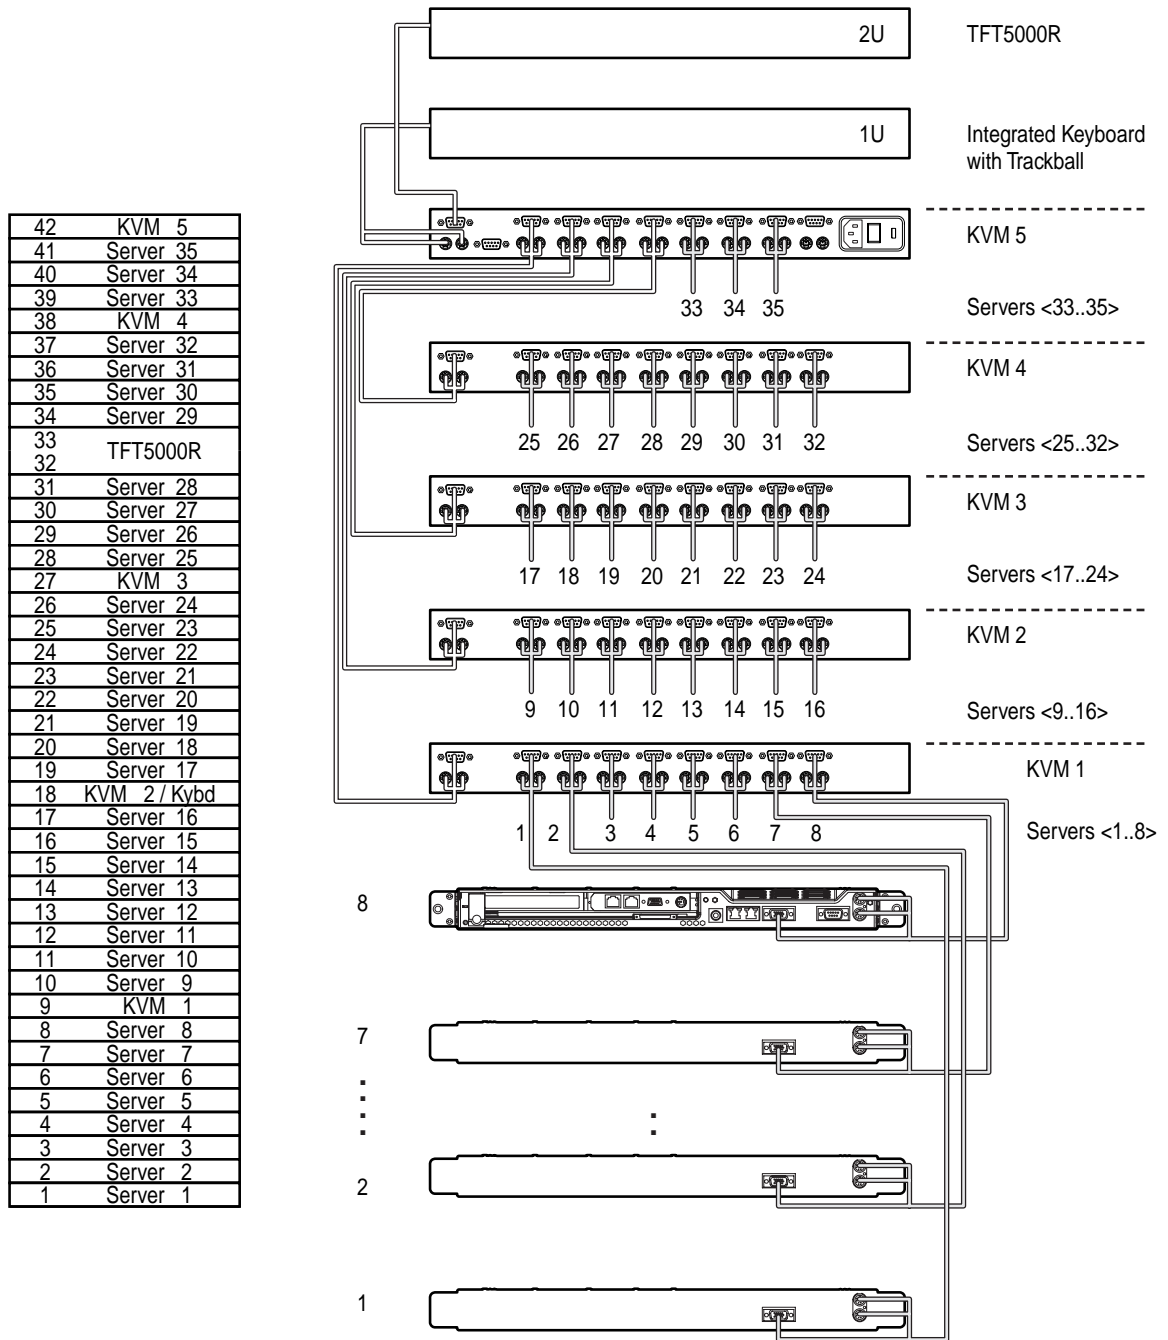 2U TFT5000R
1U Integrated Keyboard
with Trackball
42 KVM 5
41 Server 35
40 Server 34
39 Server 33
38 KVM 4
37 Server 32
36 Server 31
35 Server 30
34 Server 29
33
32 TFT5000R
31 Server 28
30 Server 27
29 Server 26
28 Server 25
27 KVM 3
26 Server 24
25 Server 23
24 Server 22
23 Server 21
22 Server 20
21 Server 19
20 Server 18
19 Server 17
18 KVM 2 / Kybd
17 Server 16
16 Server 15
15 Server 14
14 Server 13
13 Server 12
12 Server 11
11 Server 10
10 Server 9
9 KVM 1
8 Server 8
7 Server 7
6 Server 6
5 Server 5
4 Server 4
3 Server 3
2 Server 2
1 Server 1
KVM 5
33 34 35 Servers <33..35>
KVM 4
25 26 27 28 29 30 31 32 Servers <25..32>
KVM 3
17 18 19 20 21 22 23 24 Servers <17..24>
KVM 2
9 10 11 12 13 14 15 16 Servers <9..16>
KVM 1
1 2 3 4 5 6 7 8 Servers <1..8>
8
7
2
1